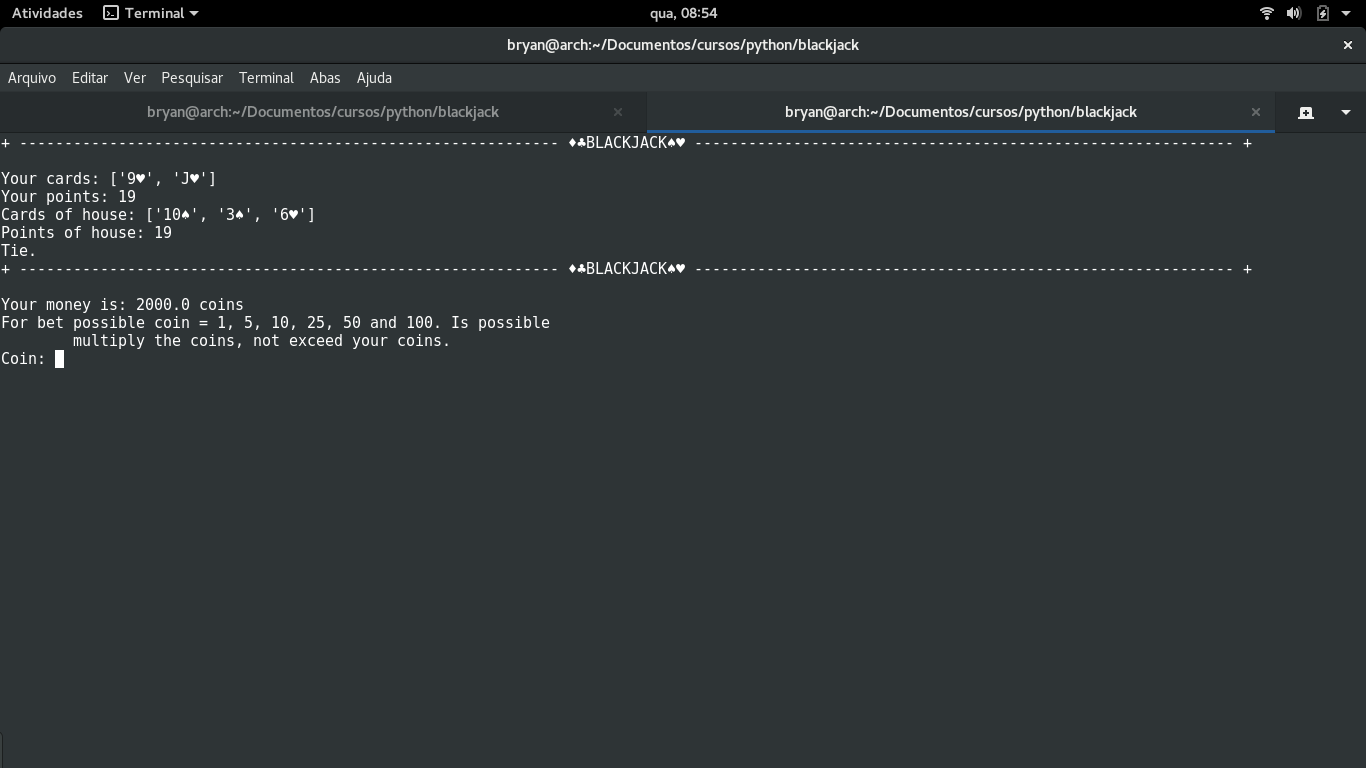 Atividades Terminal qua, 08:54
bryan@arch:~/Documentos/cursos/python/blackjack
Arquivo Editar Ver Pesquisar Terminal Abas Ajuda
bryan@arch:~/Documentos/cursos/python/blackjack bryan@arch:~/Documentos/cursos/python/blackjack
+ ------------------------------------------------------------ ♦♣BLACKJACK♠♥ ------------------------------------------------------------ +
Your cards: ['9♥', 'J♥']
Your points: 19
Cards of house: ['10♠', '3♠', '6♥']
Points of house: 19
Tie.
+ ------------------------------------------------------------ ♦♣BLACKJACK♠♥ ------------------------------------------------------------ +
Your money is: 2000.0 coins
For bet possible coin = 1, 5, 10, 25, 50 and 100. Is possible
multiply the coins, not exceed your coins.
Coin: